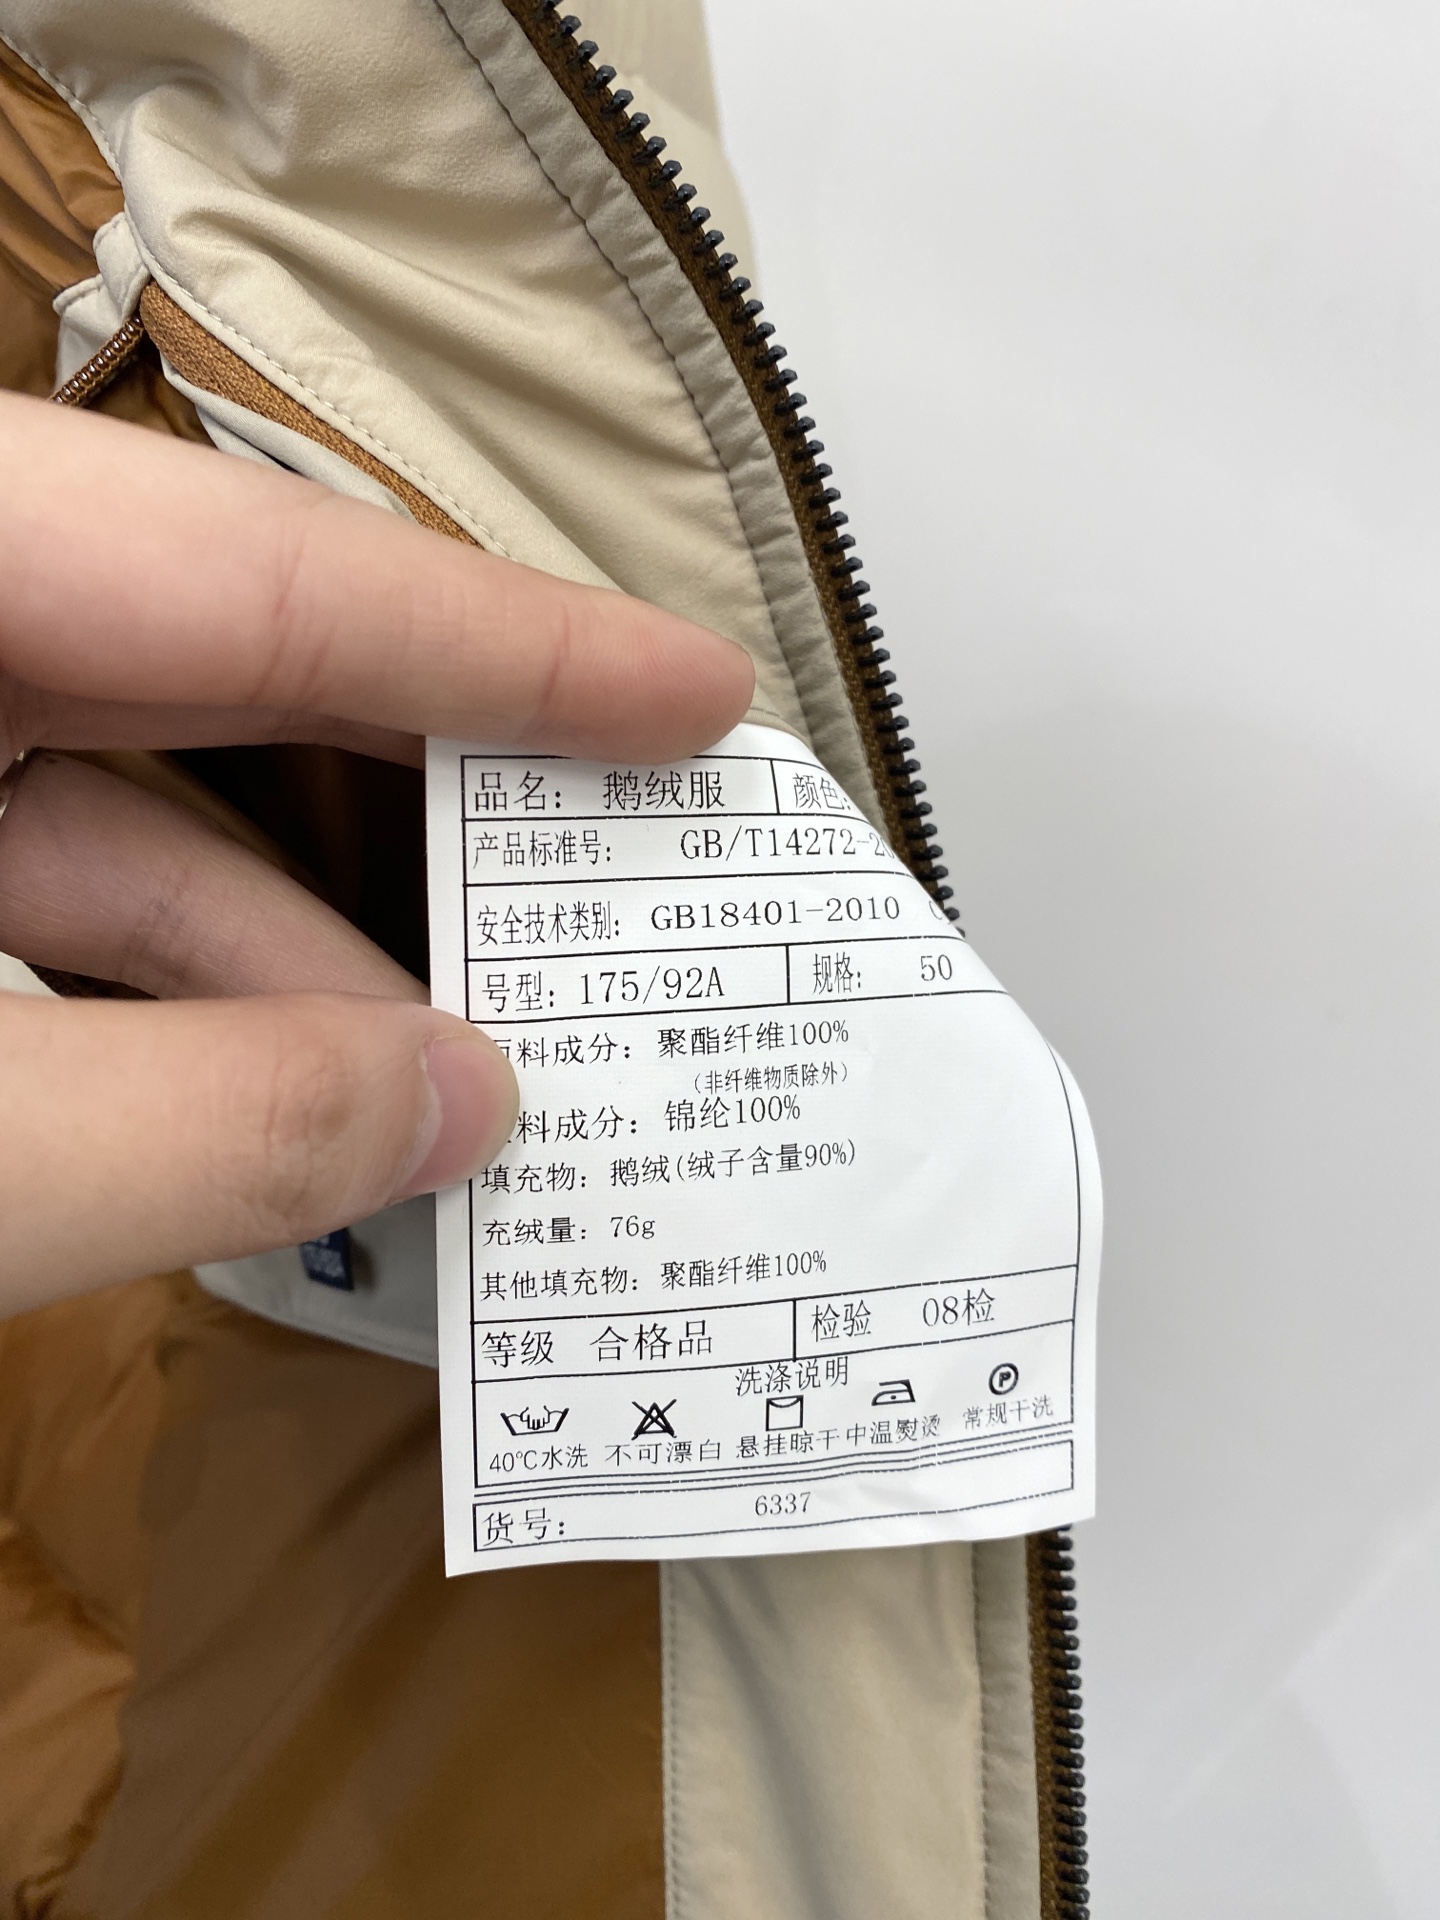 品名: 鹅绒服 颜色:
产品标准号: GB/T14272-2
安全技术类别: GB18401-2010 C
号型: 175/92A 规格: 50
料成分: 聚酯纤维100%
(非纤维物质除外)
料成分: 锦纶100%
填充物: 鹅绒(绒子含量90%)
充绒量: 76g
其他填充物: 聚酯纤维100%
等级 合格品 检验 08检
洗涤说明
P
40℃水洗 不可漂白 悬挂晾干 中温熨烫 常规干洗
货号: 6337